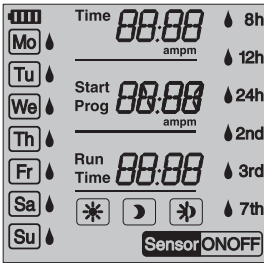 Time 88:88 8h
ampm
Mo
12h
Tu
Start
Prog 88:88 24h
We
ampm
Th 2nd
Run
Time 88:88 3rd
Fr
Sa 7th
Su
Sensor ONOFF